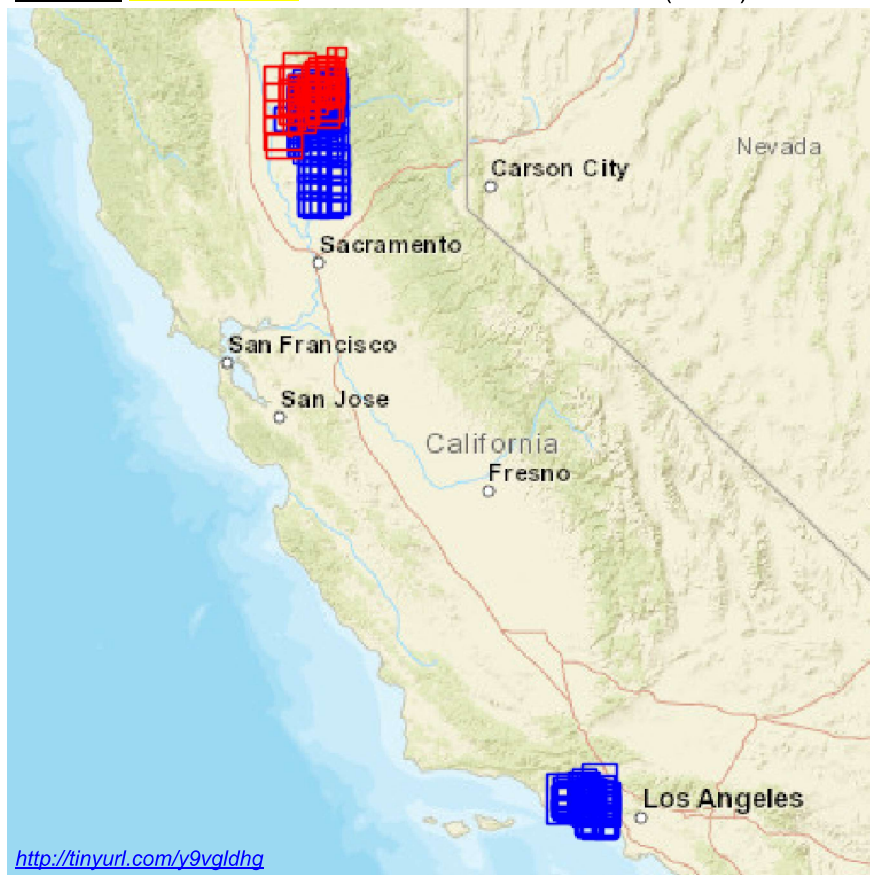 Nevada
Carson City
Sacramento
San Francisco
San Jose
California
Fresno
Los Angeles
http://tinyurl.com/y9vgldhg